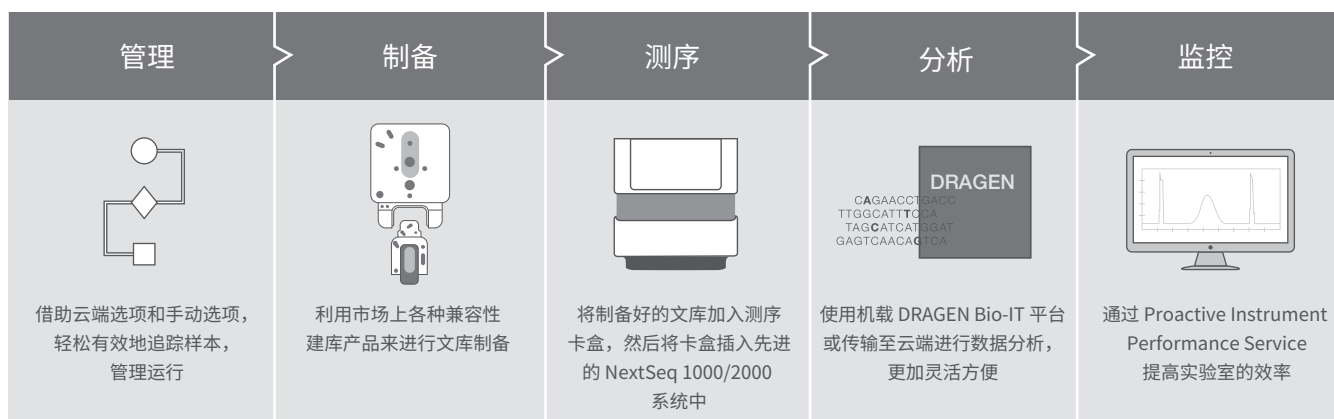 管理
制备
测序
分析
监控
DRAGEN
CAGAACCTGACC
TTGGCATTTCCA
TAGCATCATGGAT
GAGTCAACAGTCA
借助云端选项和手动选项,
轻松有效地追踪样本,
管理运行
利用市场上各种兼容性
建库产品来进行文库制备
将制备好的文库加入测序
卡盒，然后将卡盒插入先进
的 NextSeq 1000/2000
系统中
使用机载 DRAGEN Bio-IT 平台
或传输至云端进行数据分析，
更加灵活方便
通过 Proactive Instrument
Performance Service
提高实验室的效率